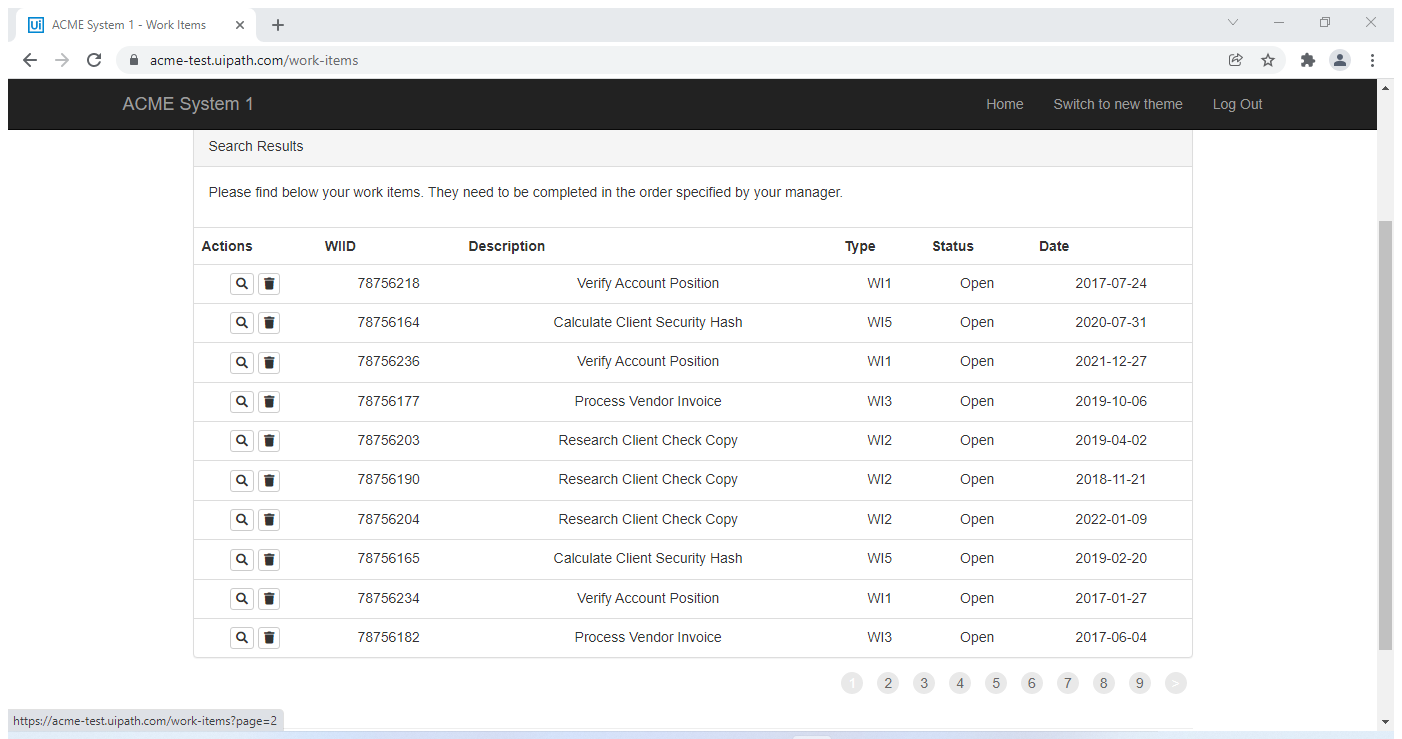 Ui ACME System 1 - Work Items
acme-test.uipath.com/work-items
ACME System 1 Home Switch to new theme Log Out
Search Results
Please find below your work items. They need to be completed in the order specified by your manager.
Actions WIID Description Type Status Date
78756218 Verify Account Position WI1 Open 2017-07-24
78756164 Calculate Client Security Hash WI5 Open 2020-07-31
78756236 Verify Account Position WI1 Open 2021-12-27
78756177 Process Vendor Invoice WI3 Open 2019-10-06
78756203 Research Client Check Copy WI2 Open 2019-04-02
78756190 Research Client Check Copy WI2 Open 2018-11-21
78756204 Research Client Check Copy WI2 Open 2022-01-09
78756165 Calculate Client Security Hash WI5 Open 2019-02-20
78756234 Verify Account Position WI1 Open 2017-01-27
78756182 Process Vendor Invoice WI3 Open 2017-06-04
1 2 3 4 5 6 7 8 9 >
https://acme-test.uipath.com/work-items?page=2